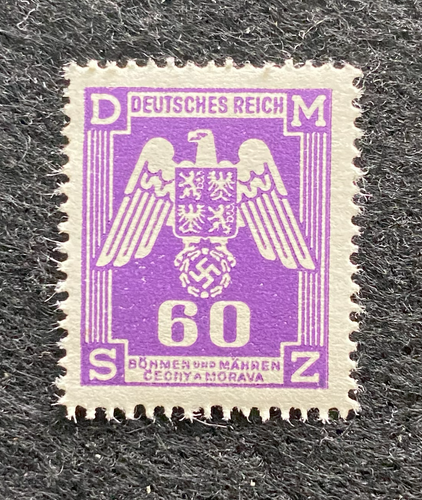 D DEUTSCHES REICH M
60
S BÖHMEN UND MÄHREN Z
ČECHY A MORAVA